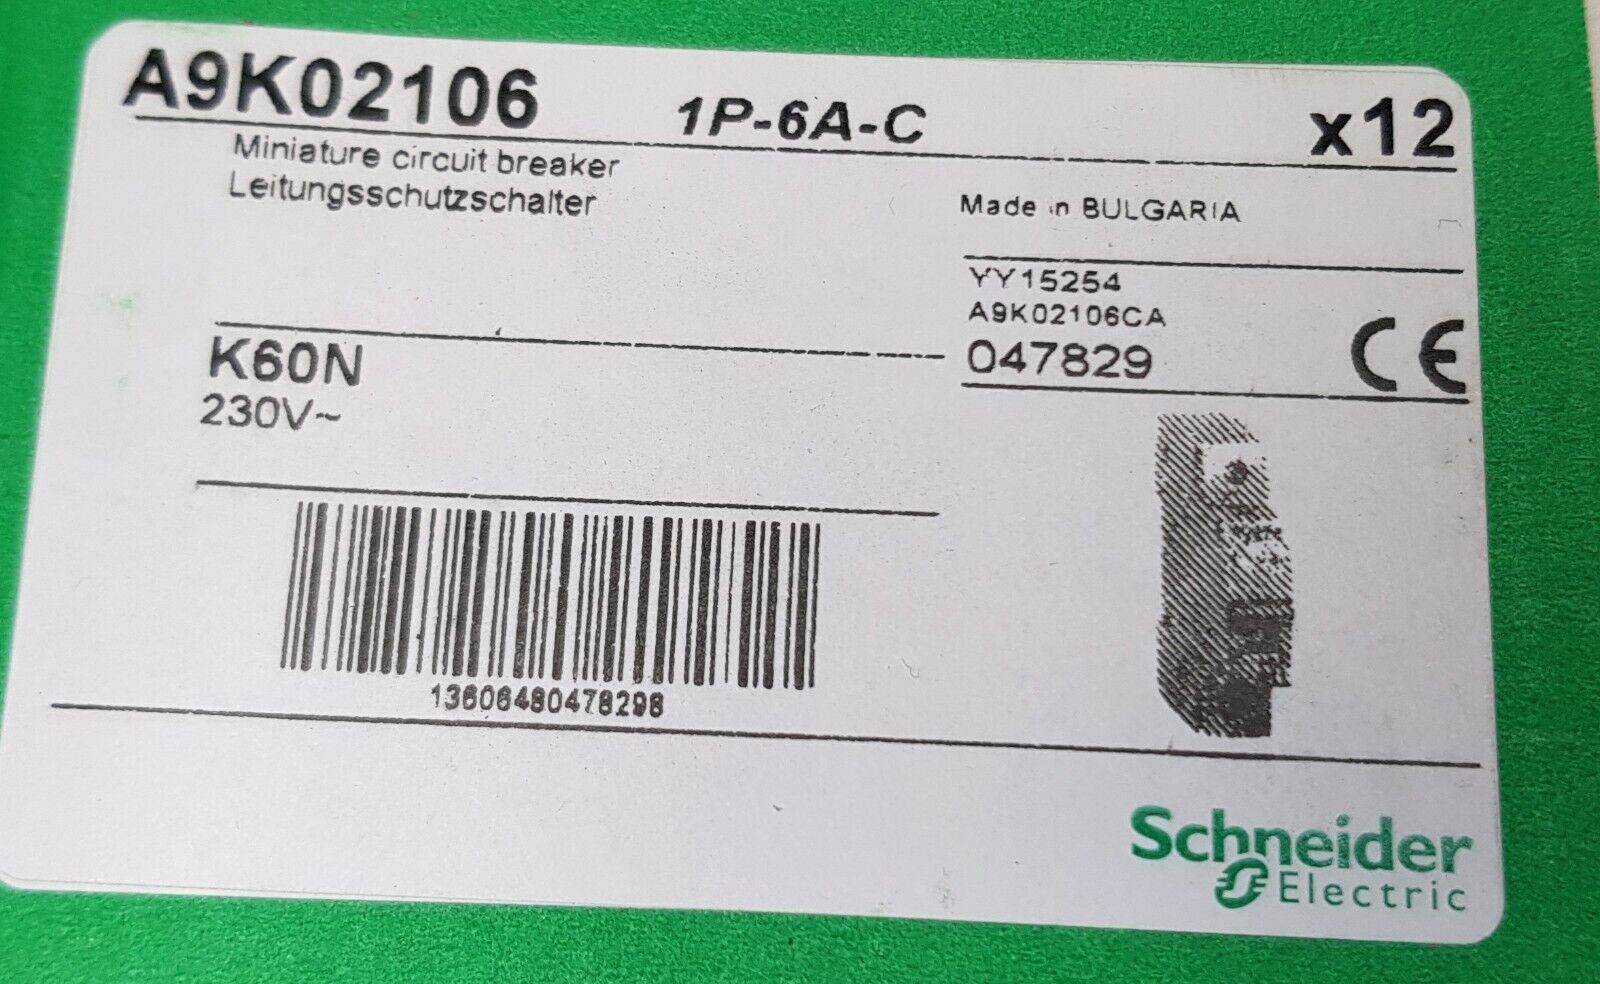 A9K02106 1P-6A-C x12
Miniature circuit breaker
Leitungsschutzschalter
Made in BULGARIA
YY15254
A9K02106CA
047829
CE
K60N
230V~
13606480478298
Schneider
Electric